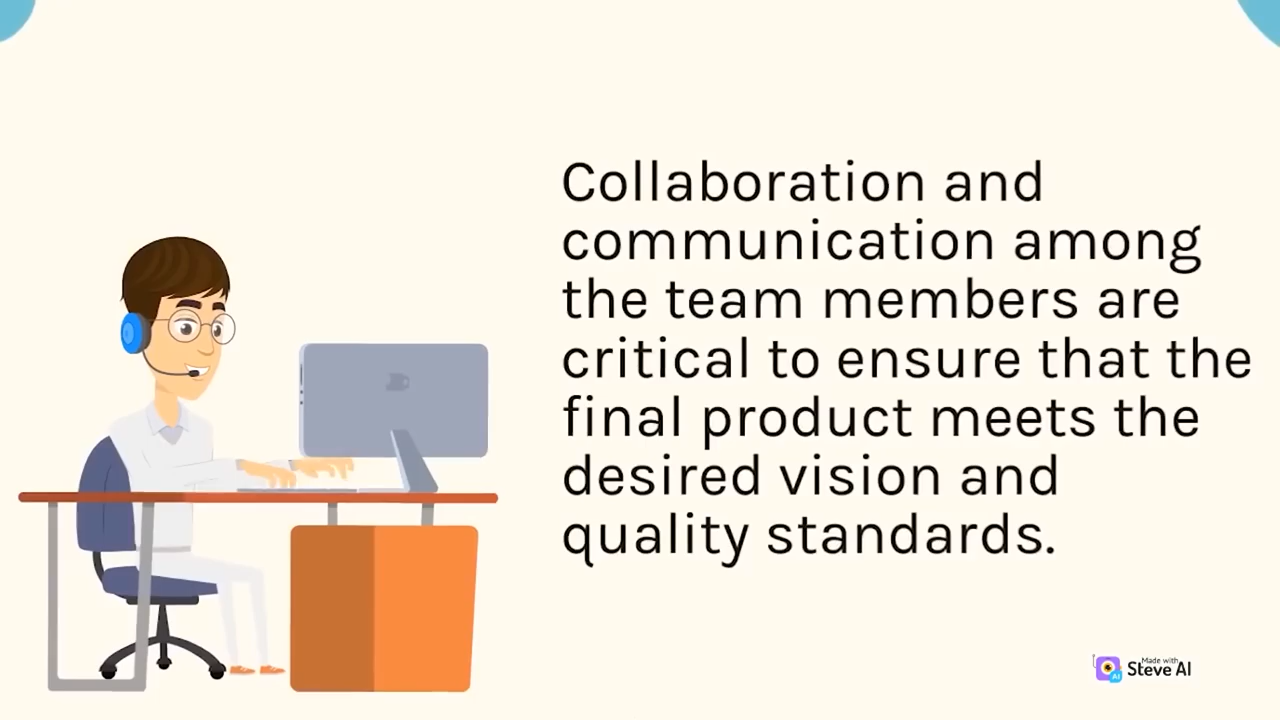 Collaboration and
communication among
the team members are
critical to ensure that the
final product meets the
desired vision and
quality standards.
Made with
Steve AI
AI